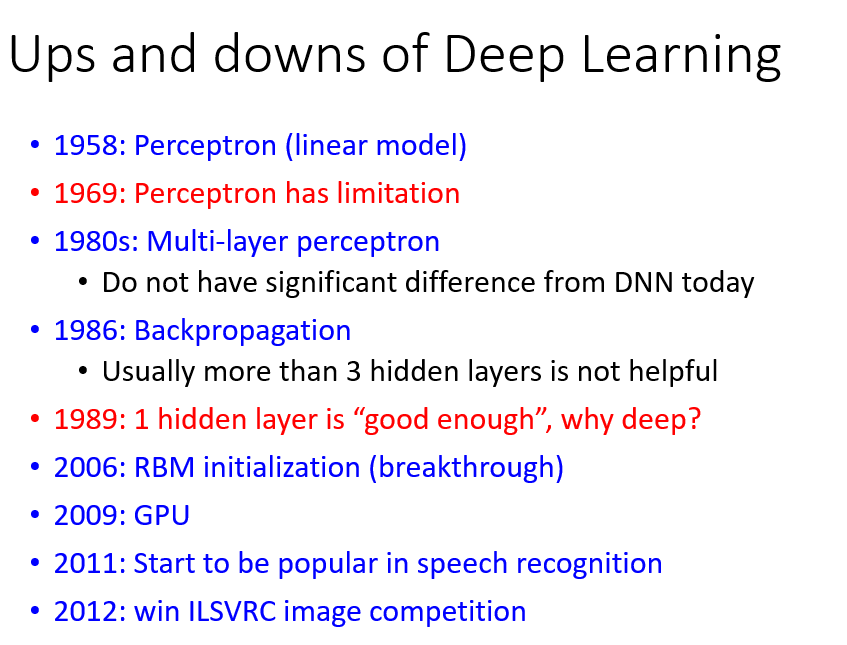 Ups and downs of Deep Learning
• 1958: Perceptron (linear model)
• 1969: Perceptron has limitation
• 1980s: Multi-layer perceptron
• Do not have significant difference from DNN today
• 1986: Backpropagation
• Usually more than 3 hidden layers is not helpful
• 1989: 1 hidden layer is “good enough”, why deep?
• 2006: RBM initialization (breakthrough)
• 2009: GPU
• 2011: Start to be popular in speech recognition
• 2012: win ILSVRC image competition